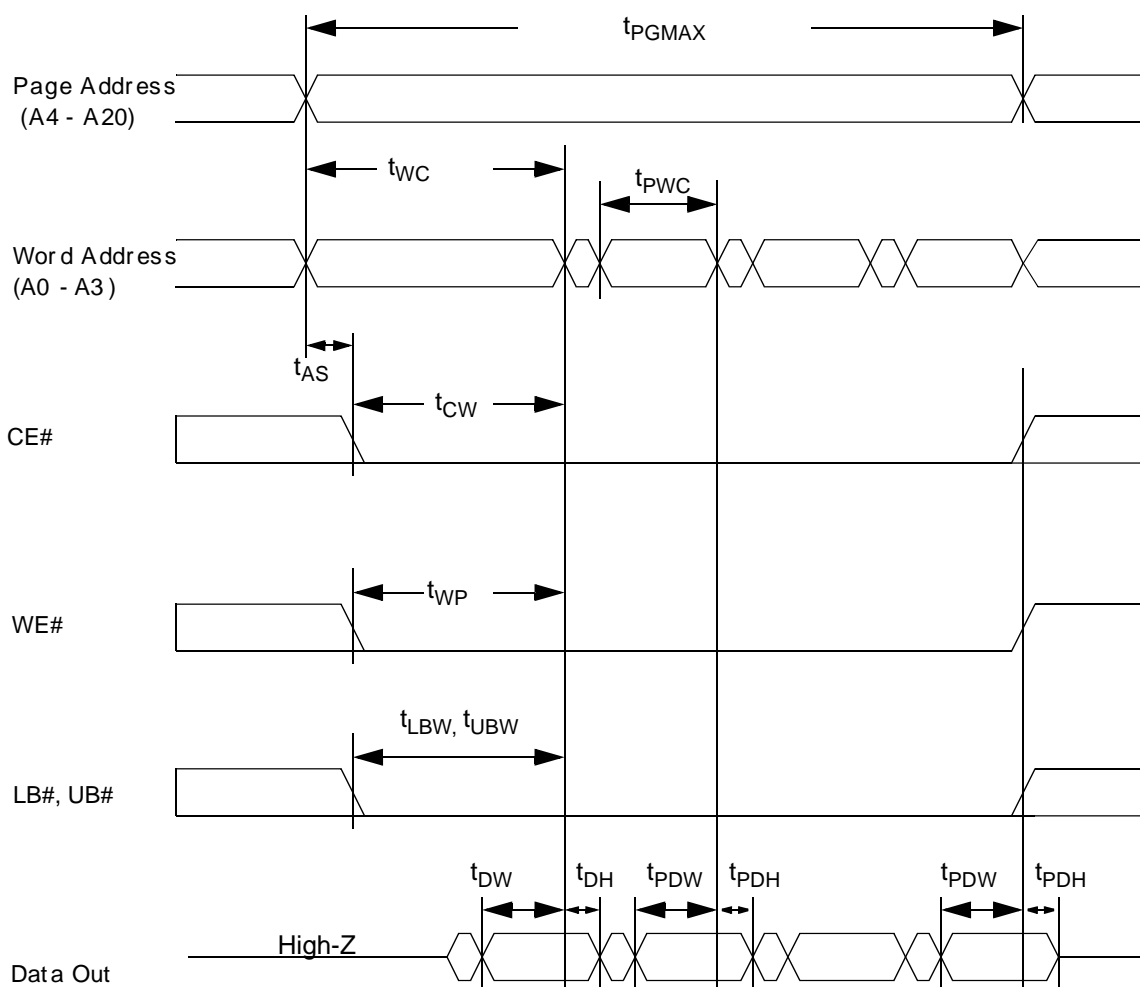 tPGMAX
Page Address
(A4 - A20)
tWC
tPWC
Word Address
(A0 - A3)
tAS
tCW
CE#
tWP
WE#
tLBW, tUBW
LB#, UB#
tDW tDH tPDW tPDH tPDW tPDH
High-Z
Data Out